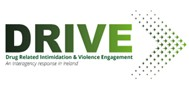 DRIVE
Drug Related Intimidation & Violence Engagement
An interagency response in Ireland